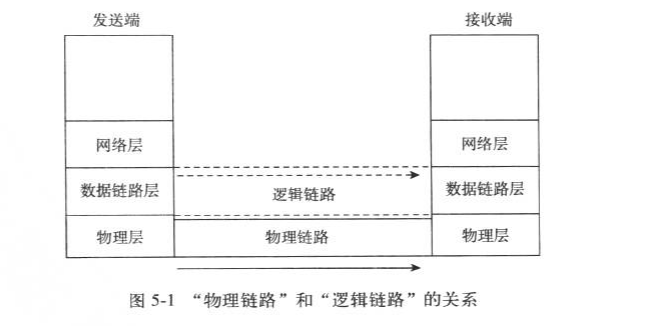 发送端 接收端
网络层 网络层
数据链路层 逻辑链路 数据链路层
物理层 物理链路 物理层
图 5-1 “物理链路”和“逻辑链路”的关系